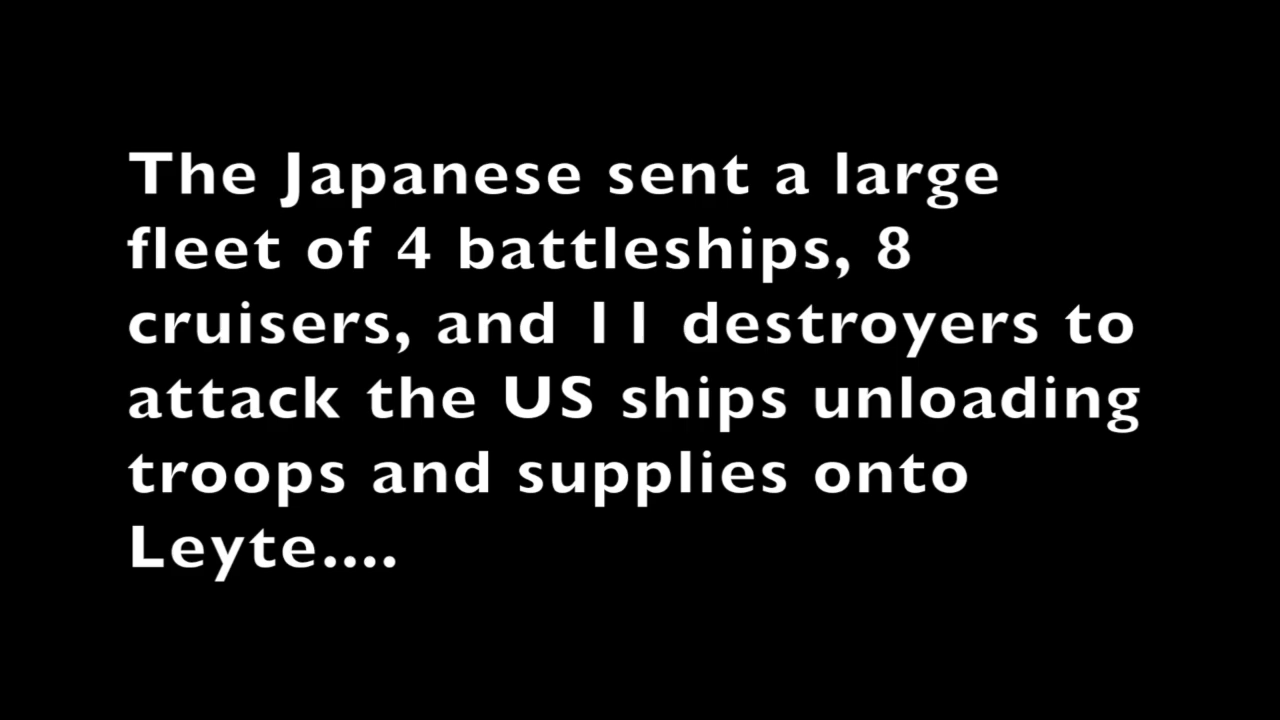 The Japanese sent a large
fleet of 4 battleships, 8
cruisers, and 11 destroyers to
attack the US ships unloading
troops and supplies onto
Leyte....